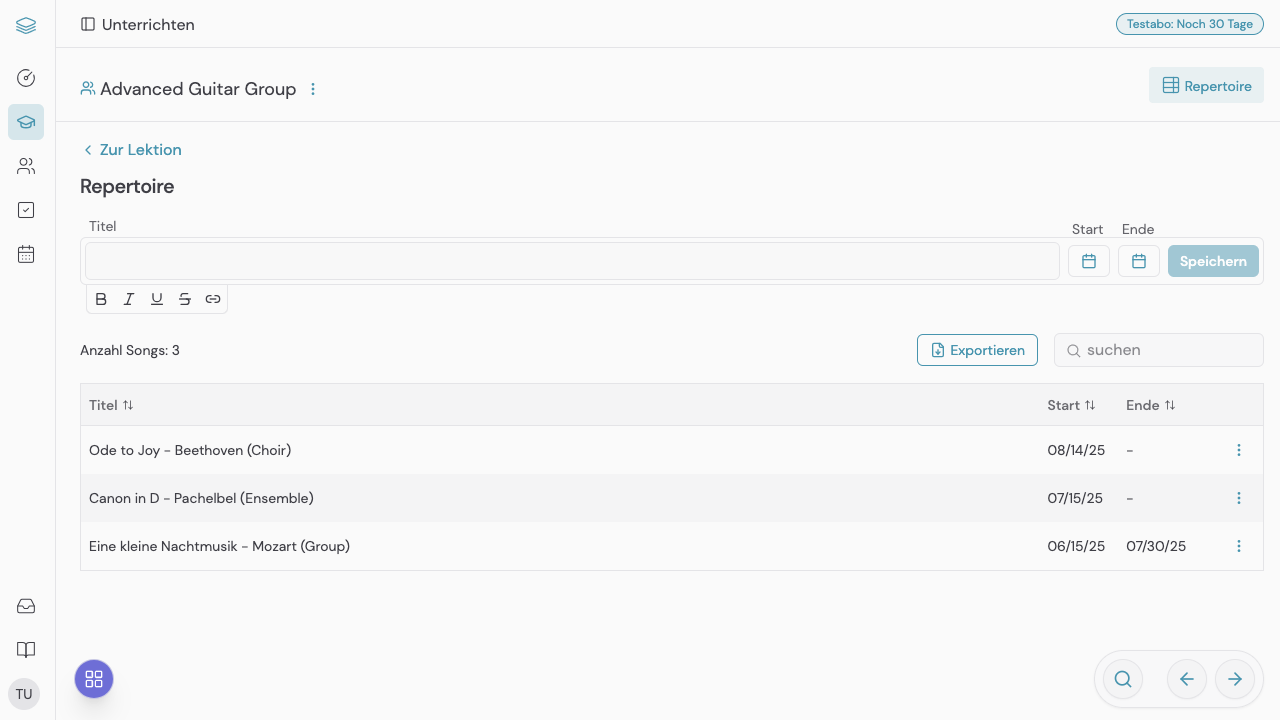 Unterrichten
Testabo: Noch 30 Tage
Advanced Guitar Group
Repertoire
Zur Lektion
Repertoire
Titel
Start
Ende
Speichern
Anzahl Songs: 3
Exportieren
suchen
Titel Start Ende
Ode to Joy - Beethoven (Choir) 08/14/25 -
Canon in D - Pachelbel (Ensemble) 07/15/25 -
Eine kleine Nachtmusik - Mozart (Group) 06/15/25 07/30/25
TU